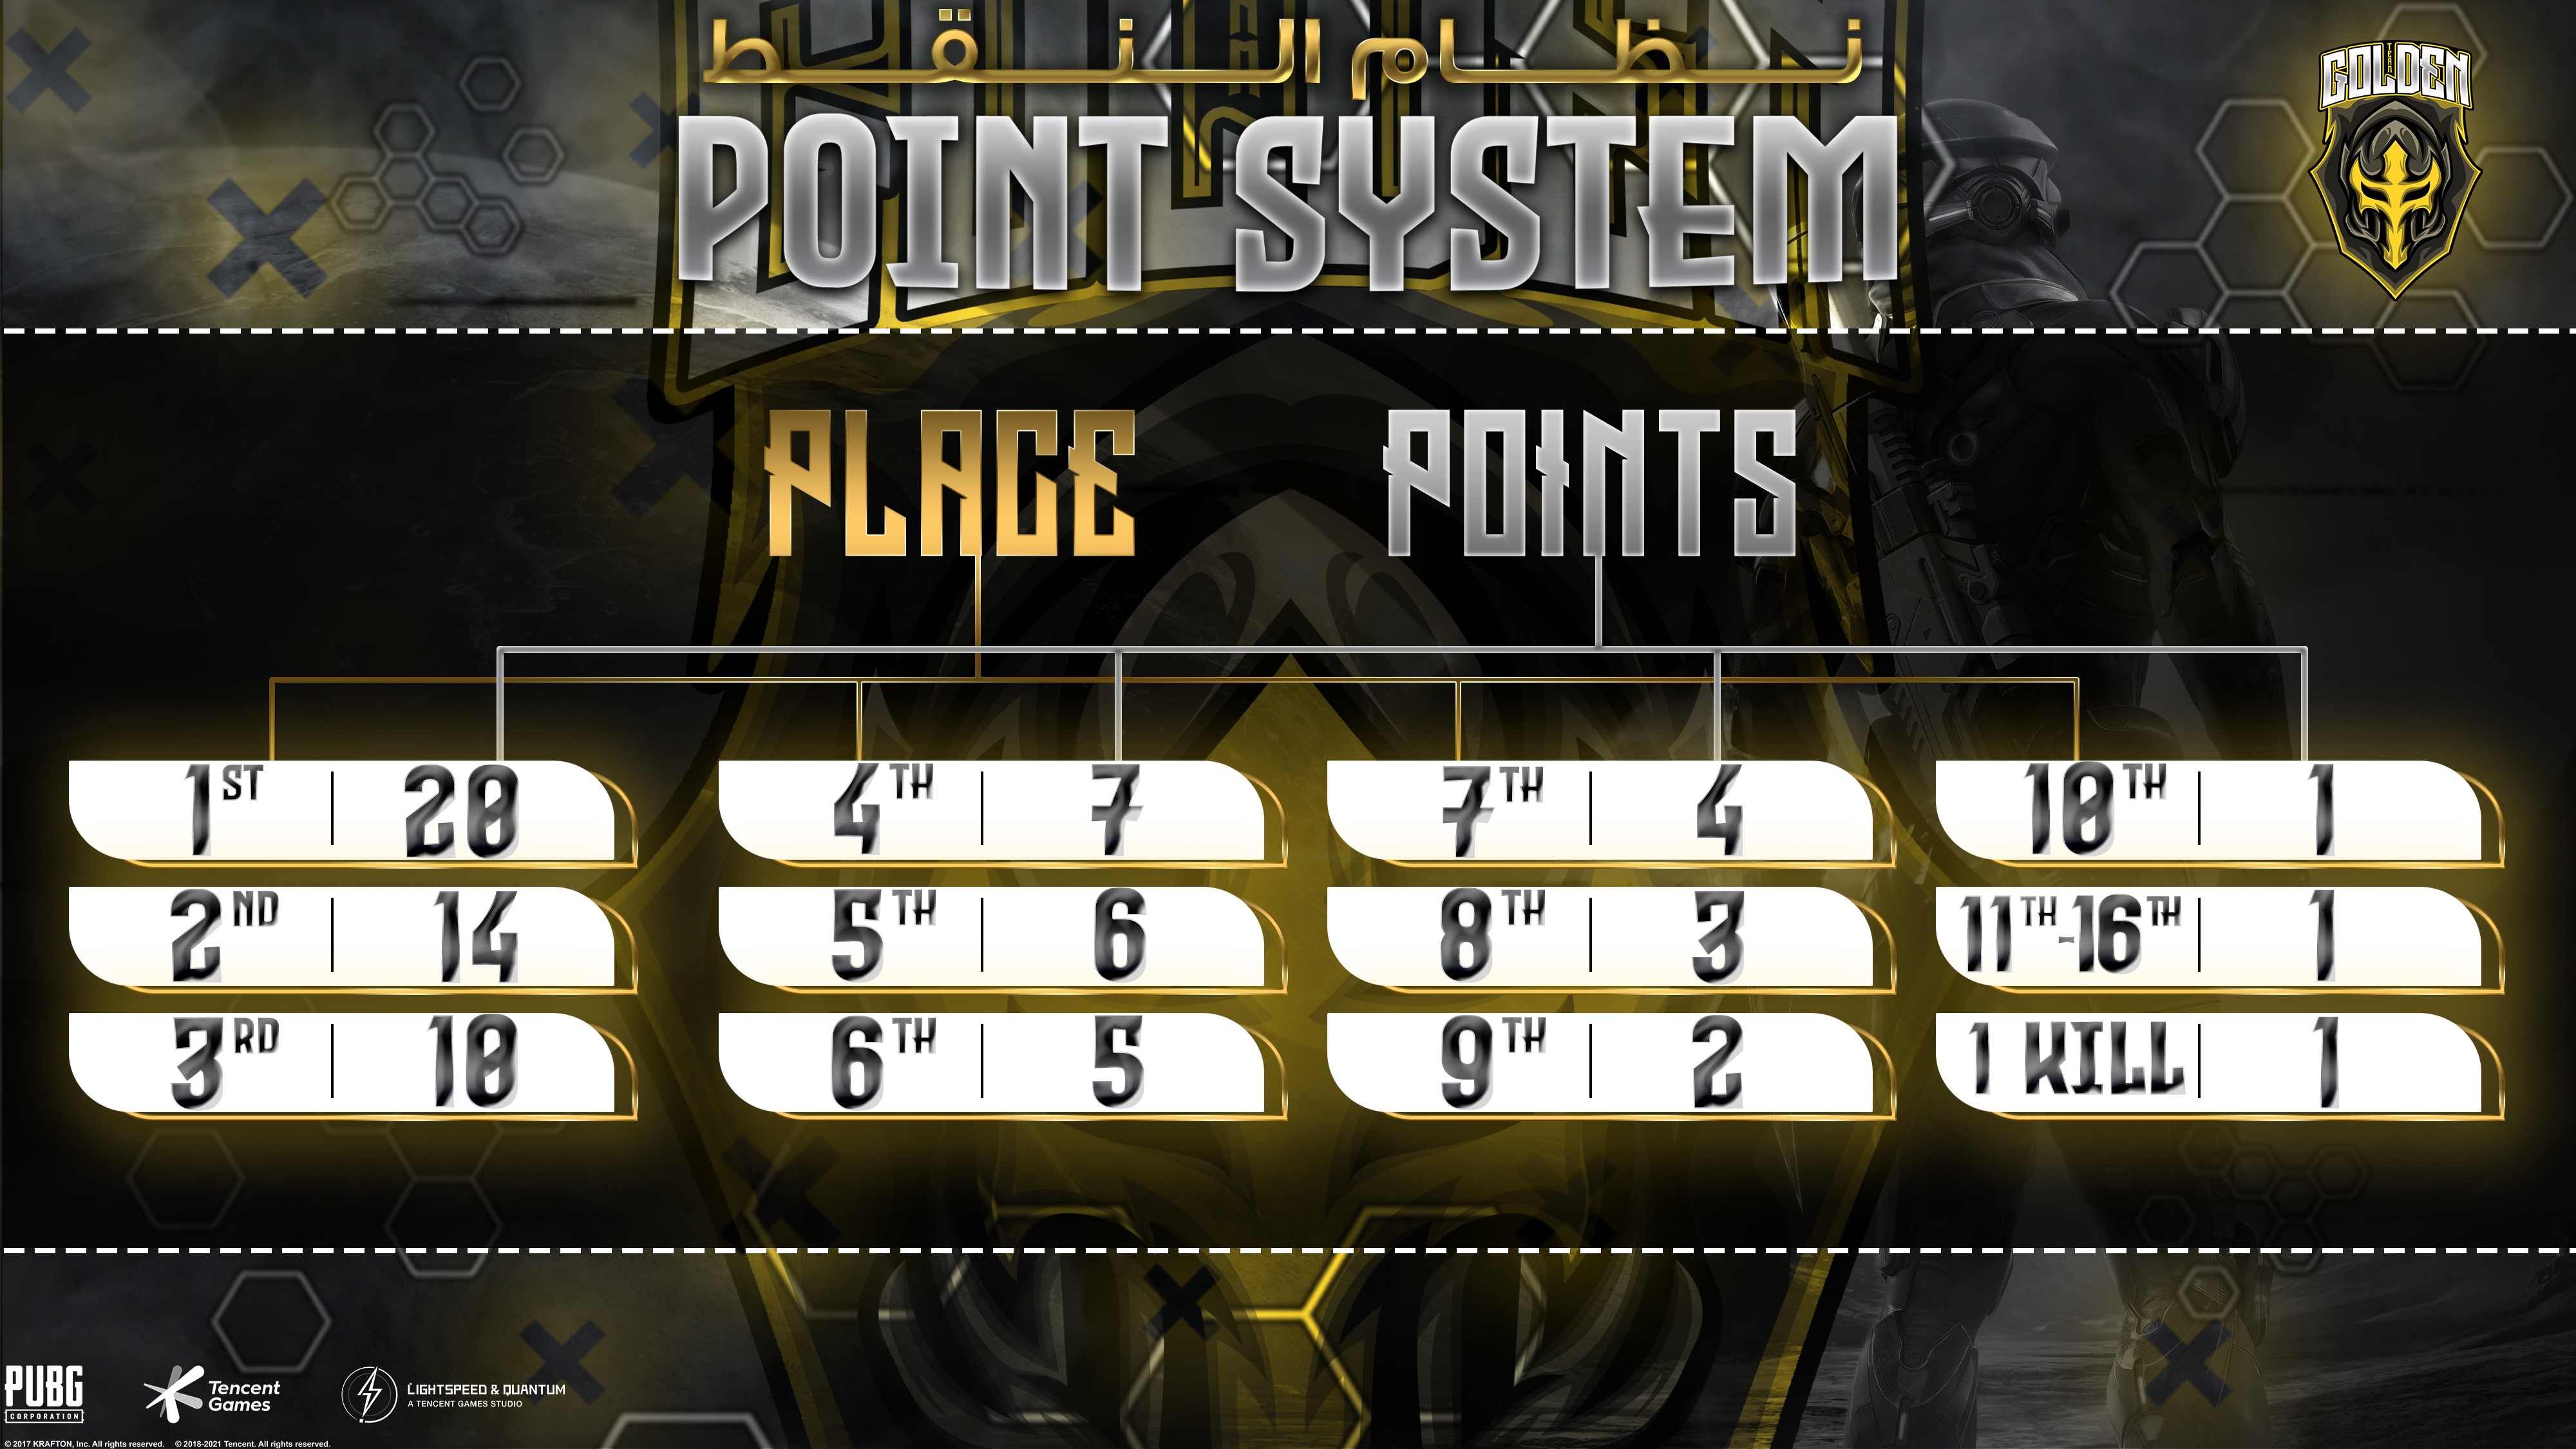 نظام النقط
POINT SYSTEM
GOLDEN
TEAM
PLACE POINTS
1ST 20
2ND 14
3RD 10
4TH 7
5TH 6
6TH 5
7TH 4
8TH 3
9TH 2
10TH 1
11TH-16TH 1
1 KILL 1
PUBG
CORPORATION
Tencent
Games
LIGHTSPEED & QUANTUM
A TENCENT GAMES STUDIO
© 2017 KRAFTON, Inc. All rights reserved. © 2018-2021 Tencent. All rights reserved.